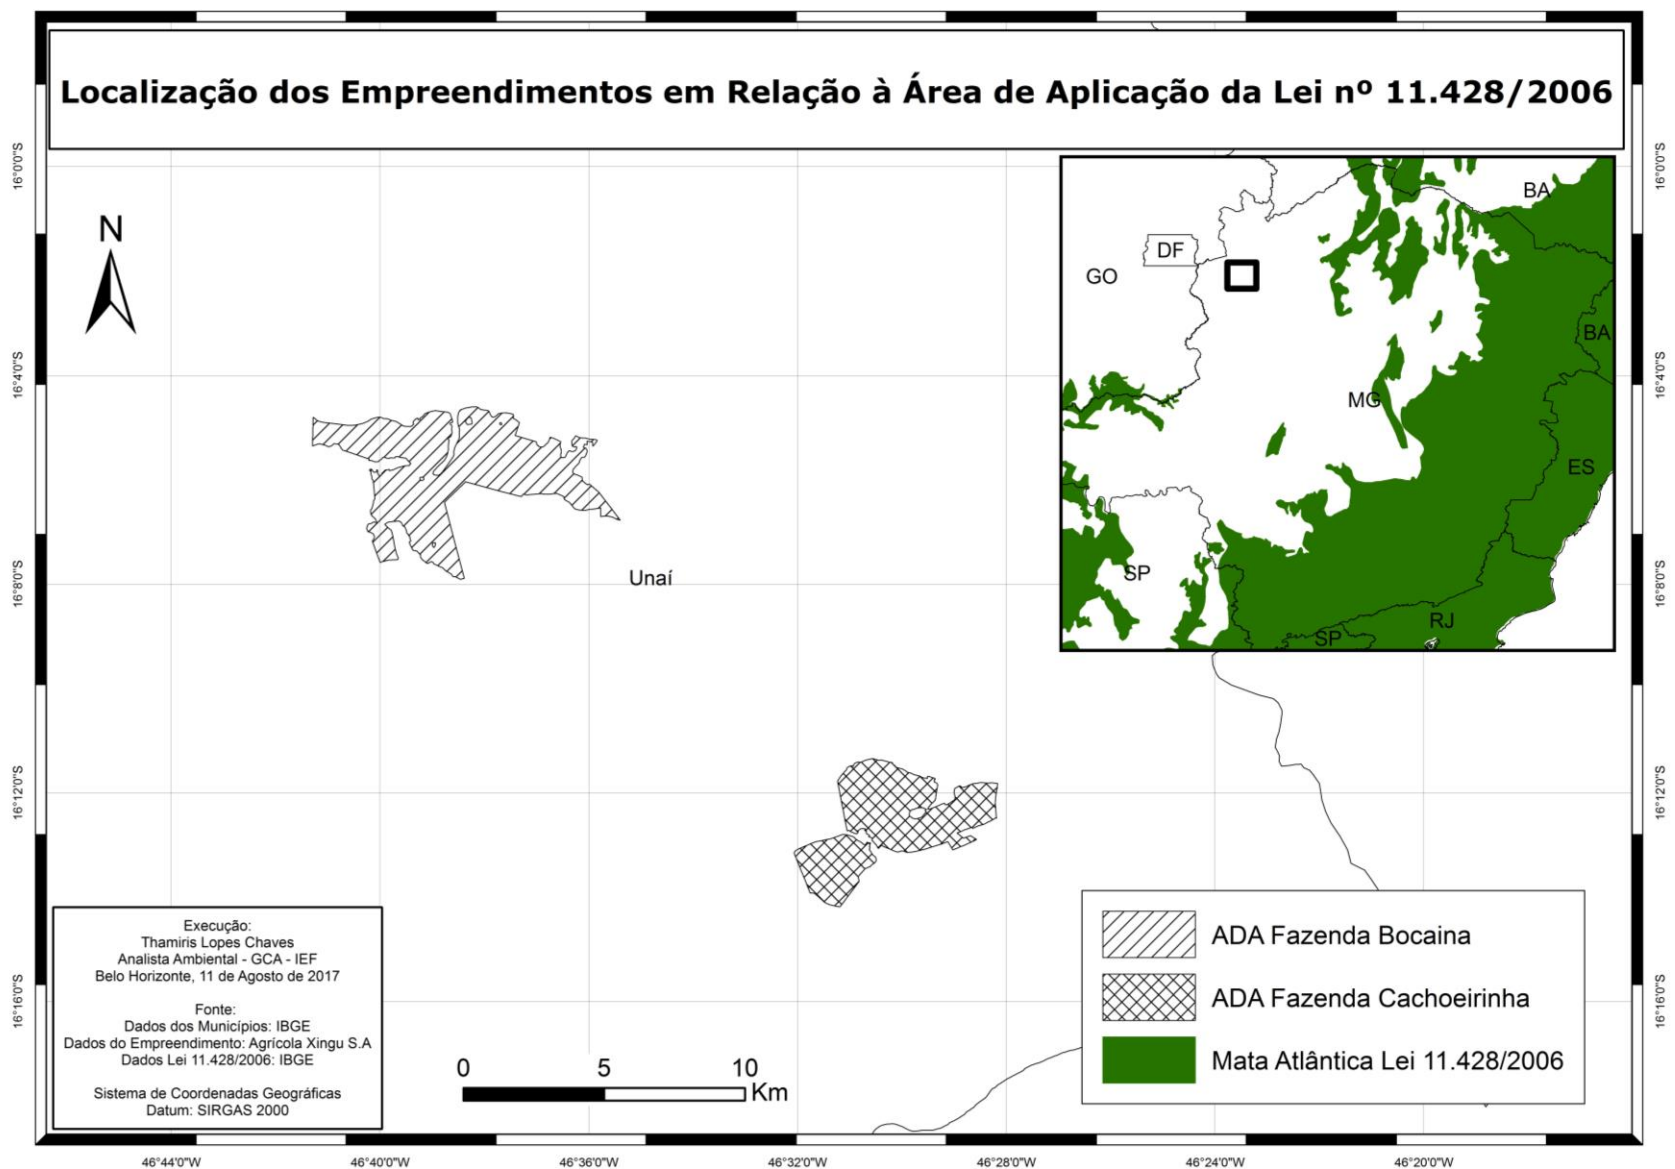 Localização dos Empreendimentos em Relação à Área de Aplicação da Lei nº 11.428/2006
16°0'0"S
16°0'0"S
N
BA
DF
GO
BA
MG
ES
SP
RJ
SP
16°4'0"S
16°4'0"S
Unaí
16°8'0"S
16°8'0"S
16°12'0"S
16°12'0"S
16°16'0"S
16°16'0"S
Execução:
Thamiris Lopes Chaves
Analista Ambiental - GCA - IEF
Belo Horizonte, 11 de Agosto de 2017
Fonte:
Dados dos Municípios: IBGE
Dados do Empreendimento: Agrícola Xingu S.A
Dados Lei 11.428/2006: IBGE
Sistema de Coordenadas Geográficas
Datum: SIRGAS 2000
0 5 10
Km
ADA Fazenda Bocaina
ADA Fazenda Cachoeirinha
Mata Atlântica Lei 11.428/2006
46°44'0"W 46°40'0"W 46°36'0"W 46°32'0"W 46°28'0"W 46°24'0"W 46°20'0"W